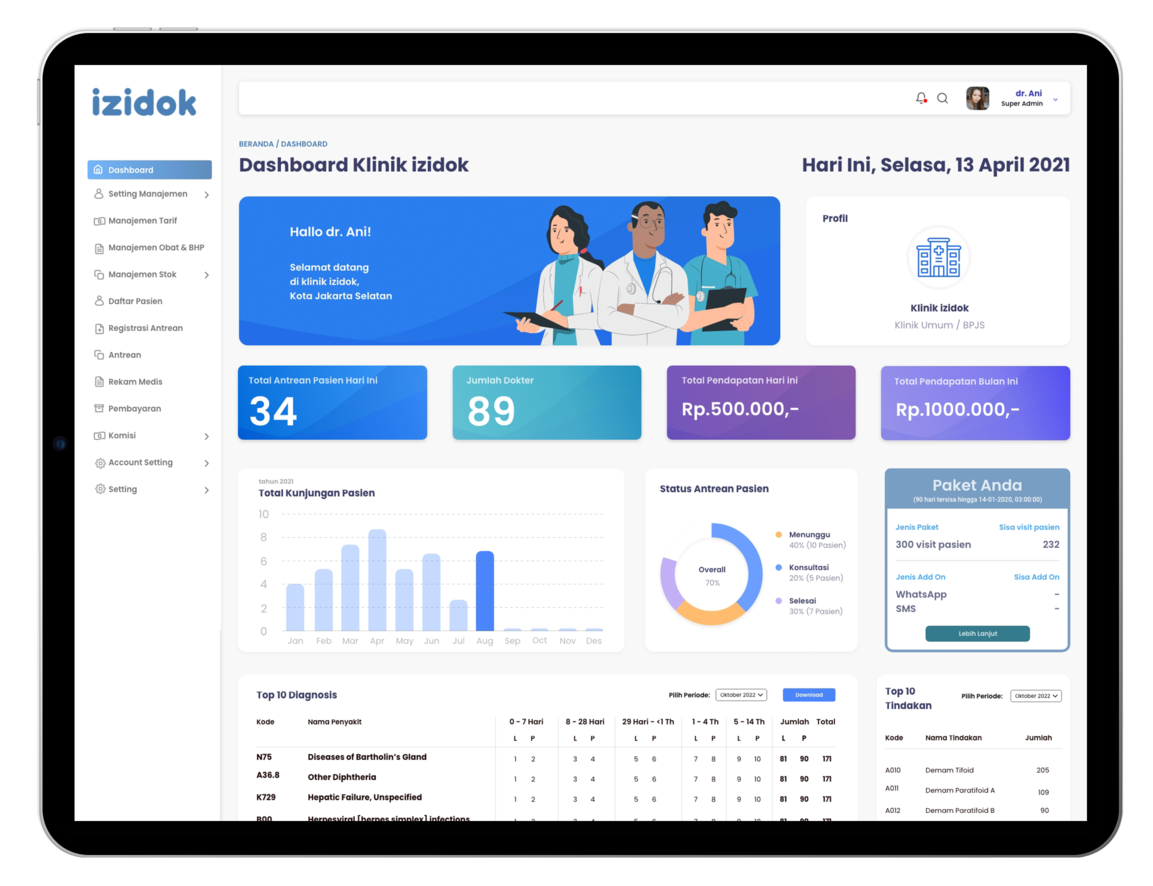 izidok
dr. Ani
Super Admin
Dashboard
Setting Manajemen
Manajemen Tarif
Manajemen Obat & BHP
Manajemen Stok
Daftar Pasien
Registrasi Antrean
Antrean
Rekam Medis
Pembayaran
Komisi
Account Setting
Setting
BERANDA / DASHBOARD
Dashboard Klinik izidok
Hari Ini, Selasa, 13 April 2021
Hallo dr. Ani!
Selamat datang
di klinik izidok,
Kota Jakarta Selatan
Profil
Klinik izidok
Klinik Umum / BPJS
Total Antrean Pasien Hari Ini
34
Jumlah Dokter
89
Total Pendapatan Hari ini
Rp.500.000,-
Total Pendapatan Bulan Ini
Rp.1000.000,-
tahun 2021
Total Kunjungan Pasien
10
8
6
4
2
0
Jan Feb Mar Apr May Jun Jul Aug Sep Oct Nov Des
Status Antrean Pasien
Overall
70%
Menunggu
40% (10 Pasien)
Konsultasi
20% (5 Pasien)
Selesai
30% (7 Pasien)
Paket Anda
(90 hari tersisa hingga 14-01-2020, 03:00:00)
Jenis Paket Sisa visit pasien
300 visit pasien 232
Jenis Add On Sisa Add On
WhatsApp -
SMS -
Lebih Lanjut
Top 10 Diagnosis
Pilih Periode: Oktober 2022
Download
Kode Nama Penyakit 0 - 7 Hari 8 - 28 Hari 29 Hari - <1 Th 1 - 4 Th 5 - 14 Th Jumlah Total
L P L P L P L P L P L P
N75 Diseases of Bartholin's Gland 1 2 3 4 5 6 7 8 9 10 81 90 171
A36.8 Other Diphtheria 1 2 3 4 5 6 7 8 9 10 81 90 171
K729 Hepatic Failure, Unspecified 1 2 3 4 5 6 7 8 9 10 81 90 171
B00 Herpesviral [herpes simplex] infections 1 2 3 4 5 6 7 8 9 10 81 90 171
Top 10
Tindakan
Pilih Periode: Oktober 2022
Kode Nama Tindakan Jumlah
A010 Demam Tifoid 205
A011 Demam Paratifoid A 109
A012 Demam Paratifoid B 90